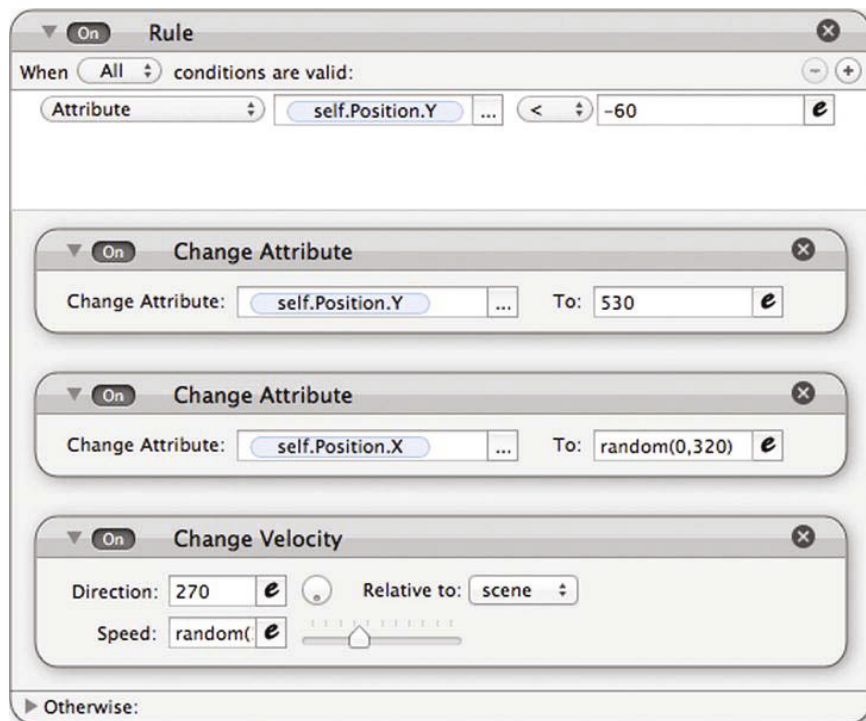 On Rule
When All conditions are valid:
Attribute self.Position.Y ... < -60 e
On Change Attribute
Change Attribute: self.Position.Y ... To: 530 e
On Change Attribute
Change Attribute: self.Position.X ... To: random(0,320) e
On Change Velocity
Direction: 270 e Relative to: scene
Speed: random( e
Otherwise: